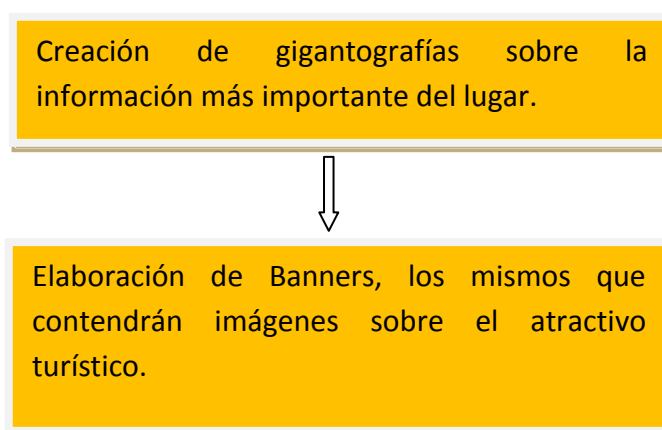 Creación de gigantografías sobre la
información más importante del lugar.
Elaboración de Banners, los mismos que
contendrán imágenes sobre el atractivo
turístico.